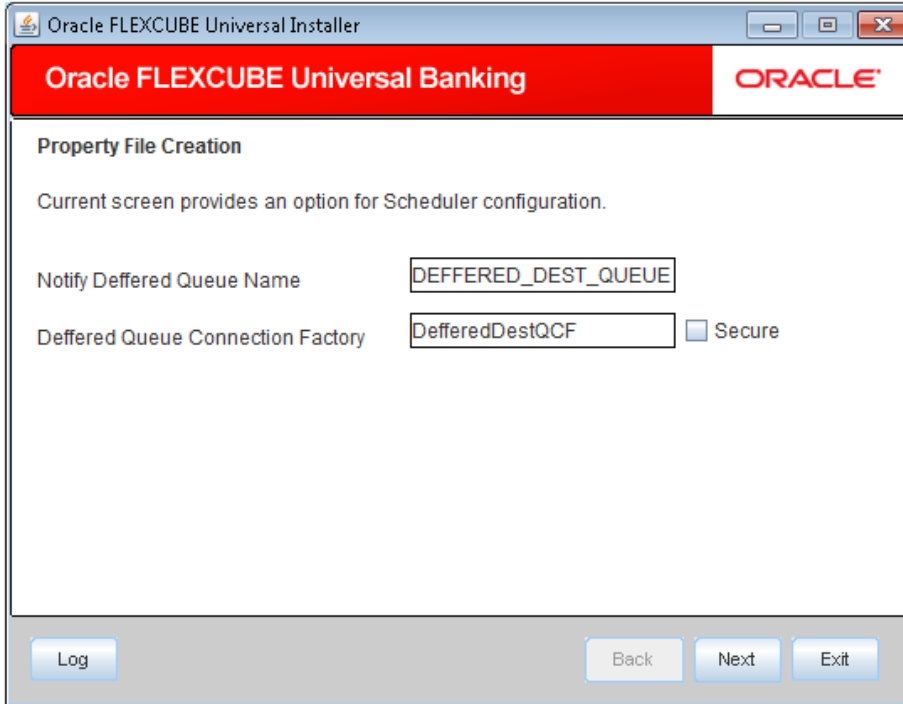 Oracle FLEXCUBE Universal Installer
Oracle FLEXCUBE Universal Banking
ORACLE
Property File Creation
Current screen provides an option for Scheduler configuration.
Notify Deffered Queue Name DEFFERED_DEST_QUEUE
Deffered Queue Connection Factory DefferedDestQCF Secure
Log Back Next Exit